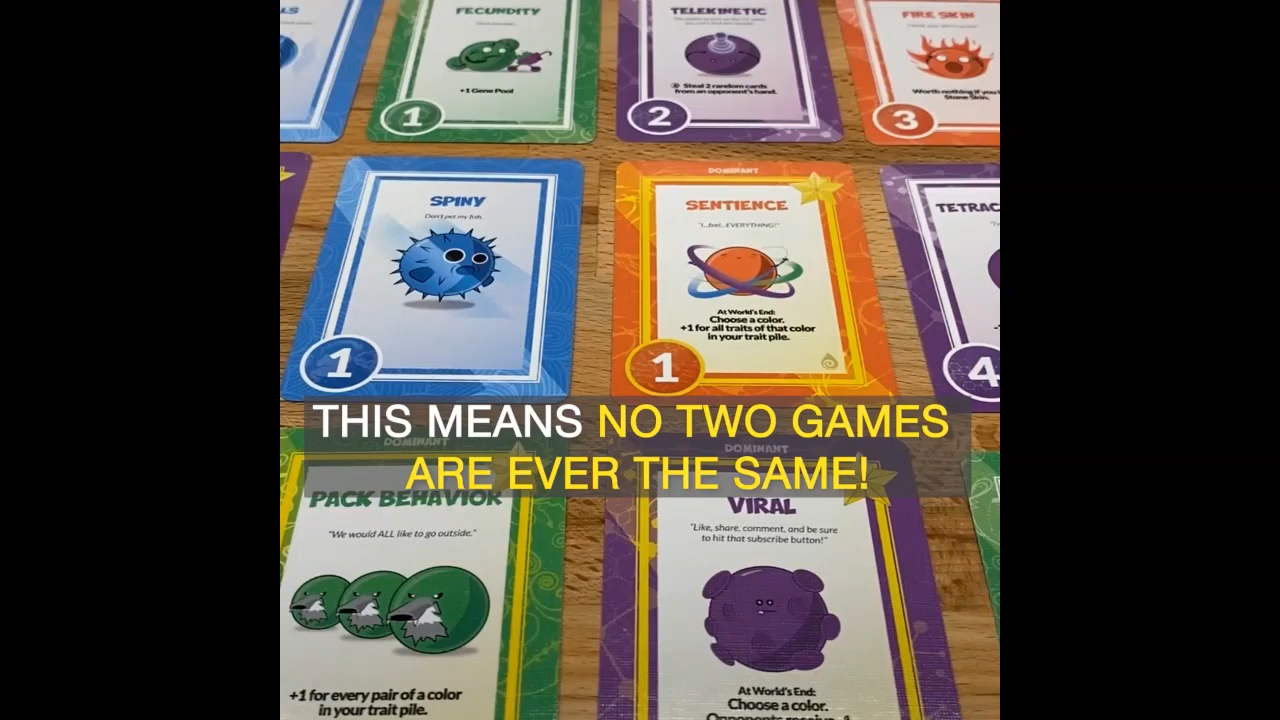 LS
FECUNDITY
+1 Gene Pool
1
TELEKINETIC
Steal 2 random cards
from an opponent's hand.
2
FIRE SKIN
Worth nothing if you
Stone Skin.
3
SPINY
Don't pet my fish.
1
DOMINANT
SENTIENCE
"I...feel...EVERYTHING!"
At World's End:
Choose a color.
+1 for all traits of that color
in your trait pile.
1
TETRAC
4
THIS MEANS NO TWO GAMES
ARE EVER THE SAME!
DOMINANT
PACK BEHAVIOR
"We would ALL like to go outside."
+1 for every pair of a color
in your trait pile.
DOMINANT
VIRAL
"Like, share, comment, and be sure
to hit that subscribe button!"
At World's End:
Choose a color.
Opponents receive